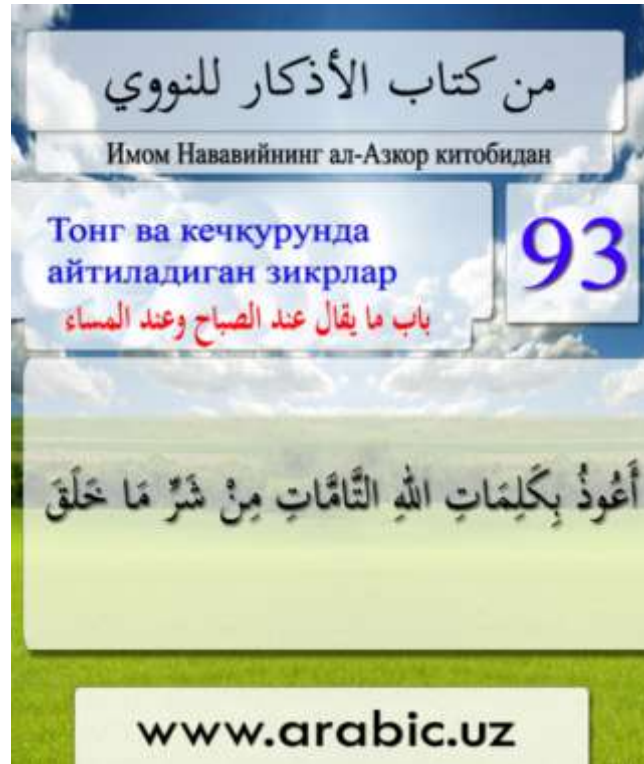 من كتاب الأذكار للنووي
Имом Нававийнинг ал-Азкор китобидан
Тонг ва кечкурунда
айтиладиган зикрлар
باب ما يقال عند الصباح وعند المساء
93
أَعُوذُ بِكَلِمَاتِ اللهِ التَّامَّاتِ مِنْ شَرِّ مَا خَلَقَ
www.arabic.uz